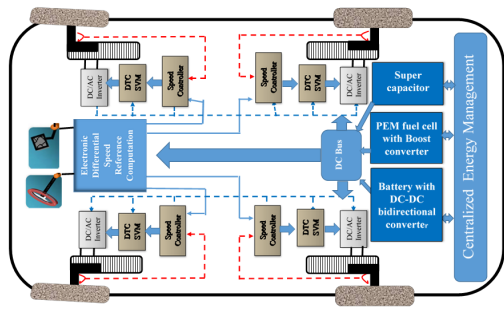 DC/AC
Inverter
DTC
SVM
Speed
Controller
Speed
Controller
DTC
SVM
DC/AC
Inverter
Super
capacitor
Electronic
Differential
Speed
Reference
Computation
DC Bus
PEM fuel cell
with Boost
converter
Battery with
DC-DC
bidirectional
converter
Centralized Energy Management
DC/AC
Inverter
DTC
SVM
Speed
Controller
Speed
Controller
DTC
SVM
DC/AC
Inverter